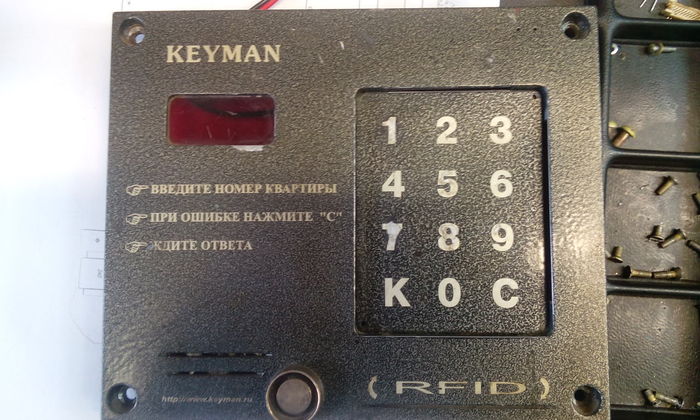 KEYMAN
ВВЕДИТЕ НОМЕР КВАРТИРЫ
ПРИ ОШИБКЕ НАЖМИТЕ "С"
ЖДИТЕ ОТВЕТА
1 2 3
4 5 6
7 8 9
K 0 C
http://www.keyman.ru
( RFID )